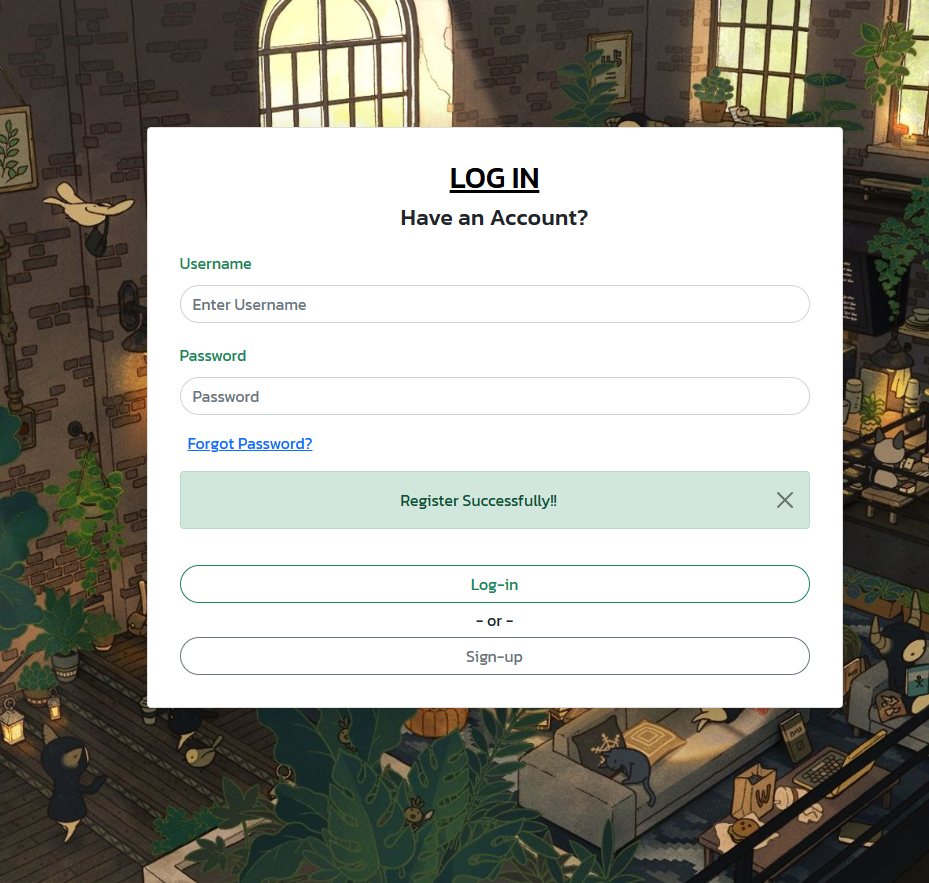 LOG IN
Have an Account?
Username
Enter Username
Password
Password
Forgot Password?
Register Successfully!!
Log-in
- or -
Sign-up
W